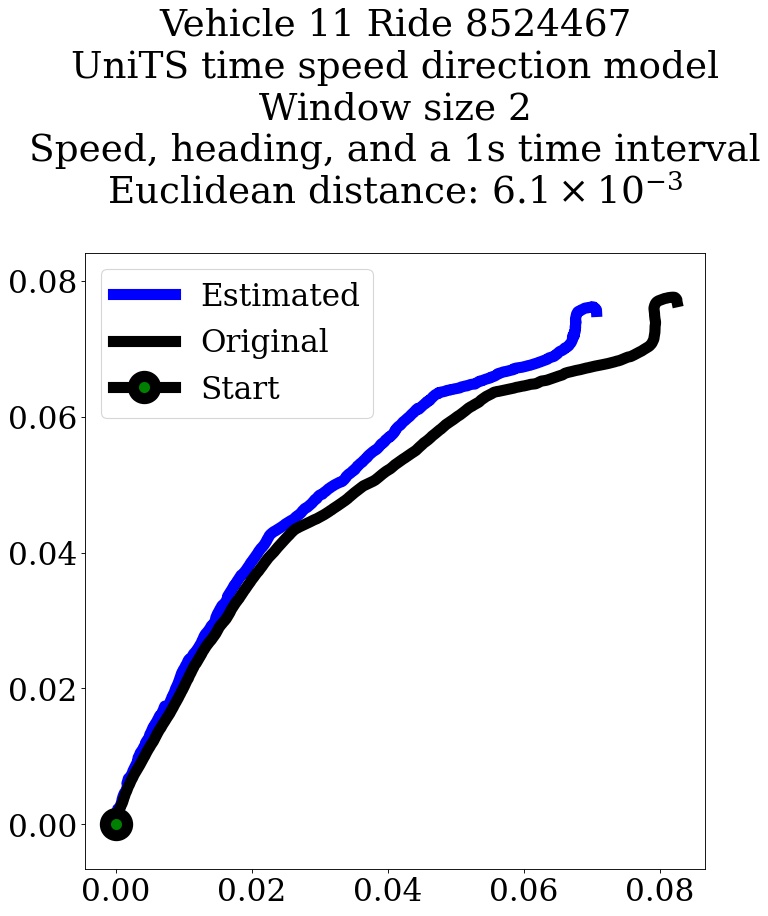 Vehicle 11 Ride 8524467
UniTS time speed direction model
Window size 2
Speed, heading, and a 1s time interval
Euclidean distance: 6.1 × 10⁻³
Estimated
Original
Start
0.08
0.06
0.04
0.02
0.00
0.00 0.02 0.04 0.06 0.08